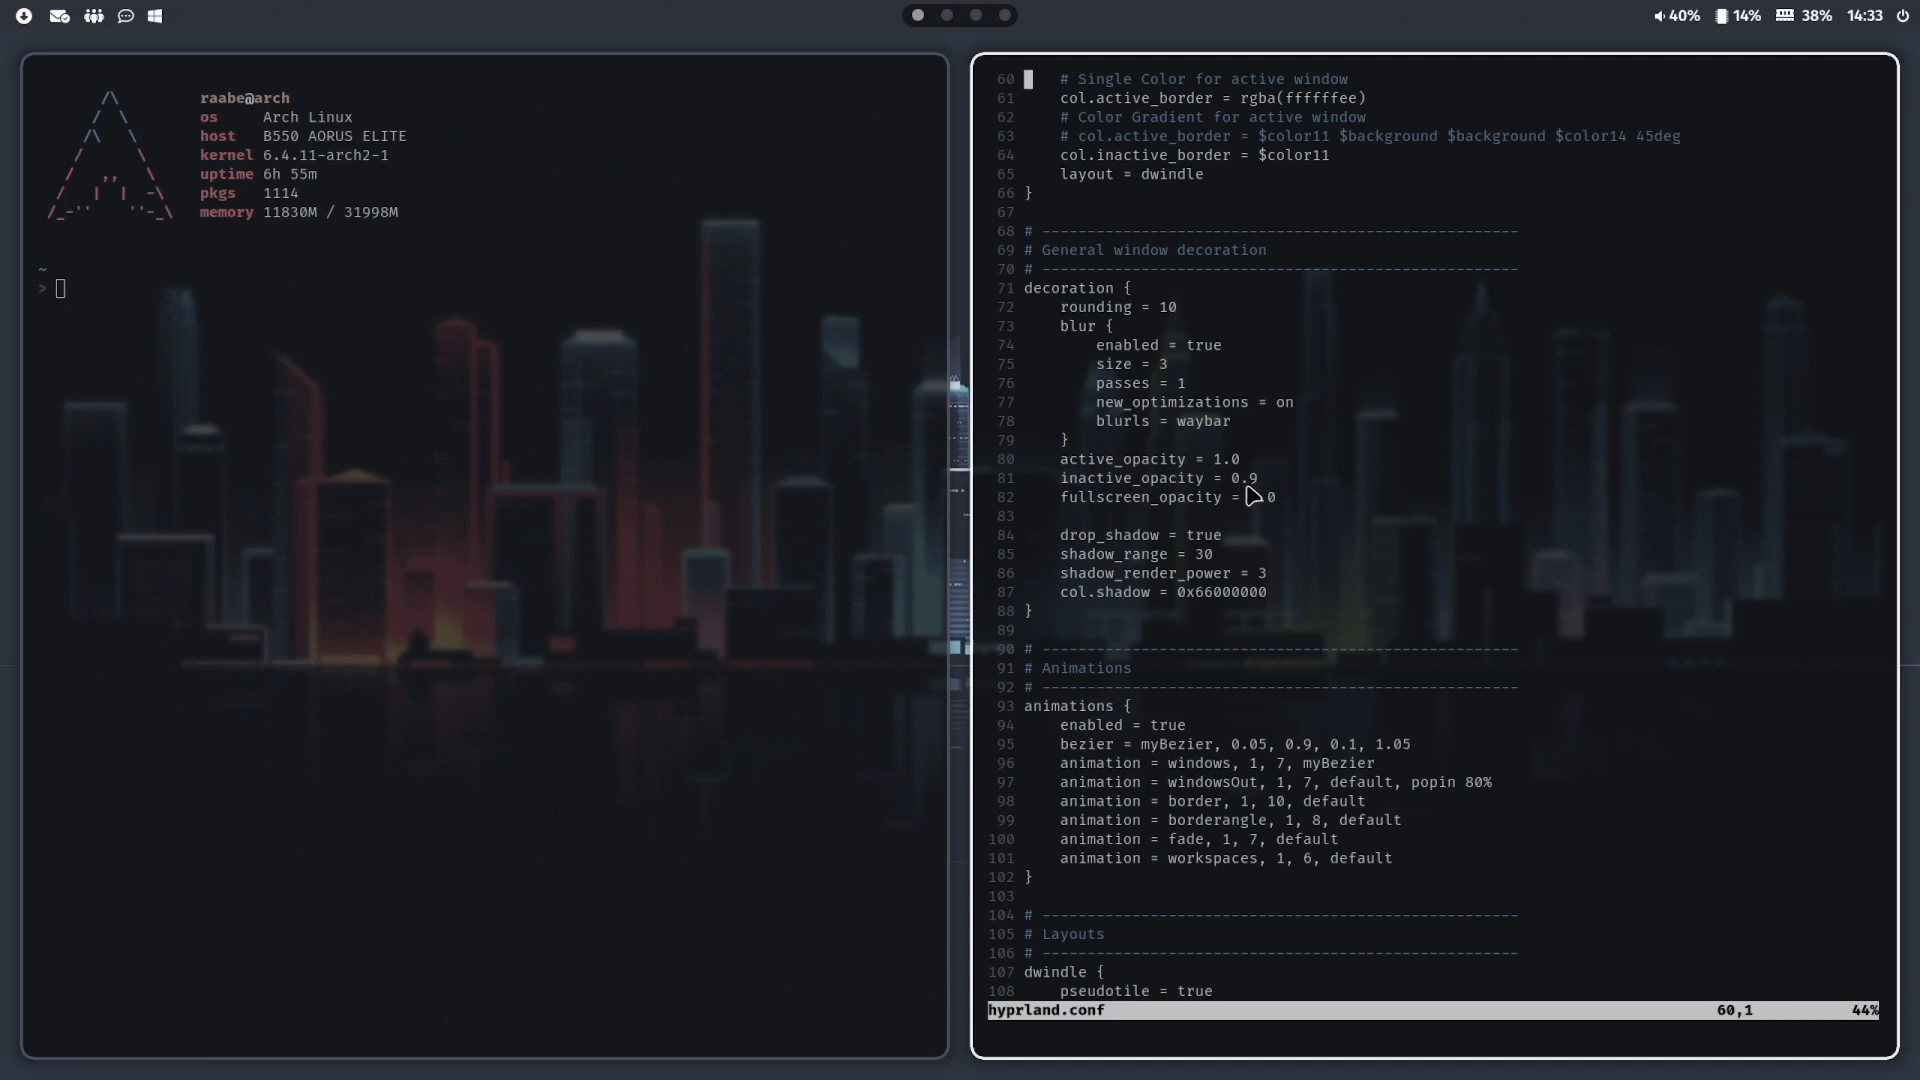 40% 14% 38% 14:33
raabe@arch
os Arch Linux
host B550 AORUS ELITE
kernel 6.4.11-arch2-1
uptime 6h 55m
pkgs 1114
memory 11830M / 31998M
~
>
60 # Single Color for active window
61 col.active_border = rgba(ffffffee)
62 # Color Gradient for active window
63 # col.active_border = $color11 $background $background $color14 45deg
64 col.inactive_border = $color11
65 layout = dwindle
66 }
67
68 # -----------------------------------------------------
69 # General window decoration
70 # -----------------------------------------------------
71 decoration {
72 rounding = 10
73 blur {
74 enabled = true
75 size = 3
76 passes = 1
77 new_optimizations = on
78 blurls = waybar
79 }
80 active_opacity = 1.0
81 inactive_opacity = 0.9
82 fullscreen_opacity = 0
83
84 drop_shadow = true
85 shadow_range = 30
86 shadow_render_power = 3
87 col.shadow = 0x66000000
88 }
89
90 # -----------------------------------------------------
91 # Animations
92 # -----------------------------------------------------
93 animations {
94 enabled = true
95 bezier = myBezier, 0.05, 0.9, 0.1, 1.05
96 animation = windows, 1, 7, myBezier
97 animation = windowsOut, 1, 7, default, popin 80%
98 animation = border, 1, 10, default
99 animation = borderangle, 1, 8, default
100 animation = fade, 1, 7, default
101 animation = workspaces, 1, 6, default
102 }
103
104 # -----------------------------------------------------
105 # Layouts
106 # -----------------------------------------------------
107 dwindle {
108 pseudotile = true
hyprland.conf 60,1 44%